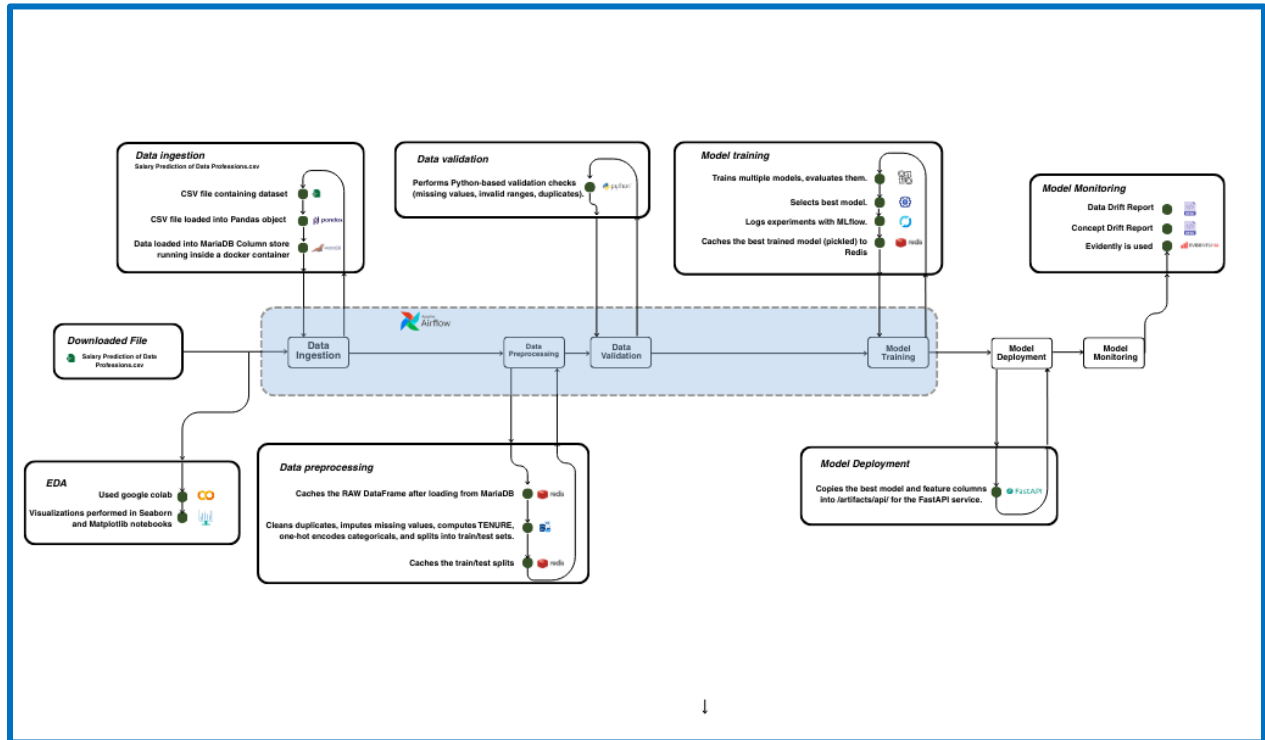 Data ingestion
Salary Prediction of Data Professions.csv
CSV file containing dataset
CSV file loaded into Pandas object
pandas
Data loaded into MariaDB Column store
running inside a docker container
Data validation
Performs Python-based validation checks
(missing values, invalid ranges, duplicates).
python
Model training
Trains multiple models, evaluates them.
Selects best model.
Logs experiments with MLflow.
Caches the best trained model (pickled) to
Redis
redis
Model Monitoring
Data Drift Report
Concept Drift Report
Evidently is used
Apache
Airflow
Downloaded File
Salary Prediction of Data
Professions.csv
Data
Ingestion
Data
Preprocessing
Data
Validation
Model
Training
Model
Deployment
Model
Monitoring
EDA
Used google colab
Visualizations performed in Seaborn
and Matplotlib notebooks
Data preprocessing
Caches the RAW DataFrame after loading from MariaDB
redis
Cleans duplicates, imputes missing values, computes TENURE,
one-hot encodes categoricals, and splits into train/test sets.
Caches the train/test splits
redis
Model Deployment
Copies the best model and feature columns
into /artifacts/api/ for the FastAPI service.
FastAPI